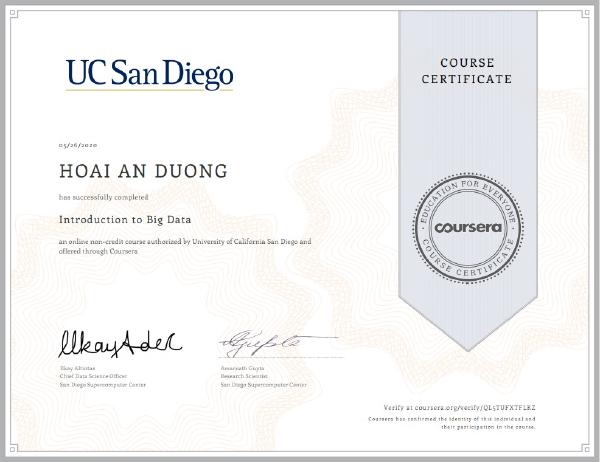 UC San Diego
COURSE
CERTIFICATE
05/26/2020
HOAI AN DUONG
has successfully completed
Introduction to Big Data
an online non-credit course authorized by University of California San Diego and
offered through Coursera
EDUCATION FOR EVERYONE
coursera
COURSE CERTIFICATE
Ilkay Altintas
Chief Data Science Officer
San Diego Supercomputer Center
Amarnath Gupta
Research Scientist
San Diego Supercomputer Center
Verify at coursera.org/verify/QL5TUFXTFLRZ
Coursera has confirmed the identity of this individual and
their participation in the course.